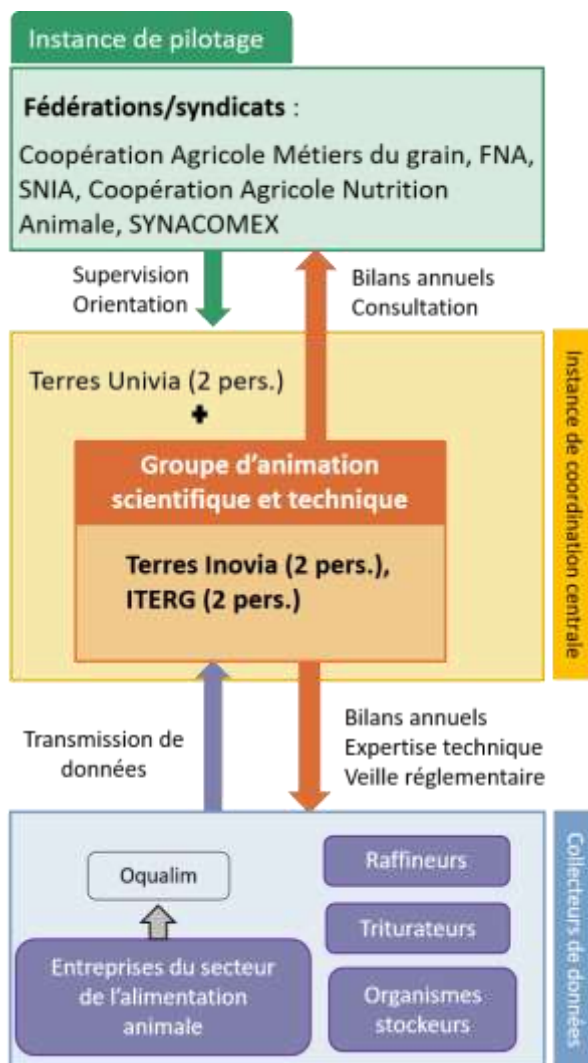 Instance de pilotage
Fédérations/syndicats :
Coopération Agricole Métiers du grain, FNA,
SNIA, Coopération Agricole Nutrition
Animale, SYNACOMEX
Supervision
Orientation
Bilans annuels
Consultation
Instance de coordination centrale
Terres Univia (2 pers.)
+
Groupe d'animation
scientifique et technique
Terres Inovia (2 pers.),
ITERG (2 pers.)
Transmission de
données
Bilans annuels
Expertise technique
Veille réglementaire
Collecteurs de données
Oqualim
Entreprises du secteur
de l'alimentation
animale
Raffineurs
Triturateurs
Organismes
stockeurs